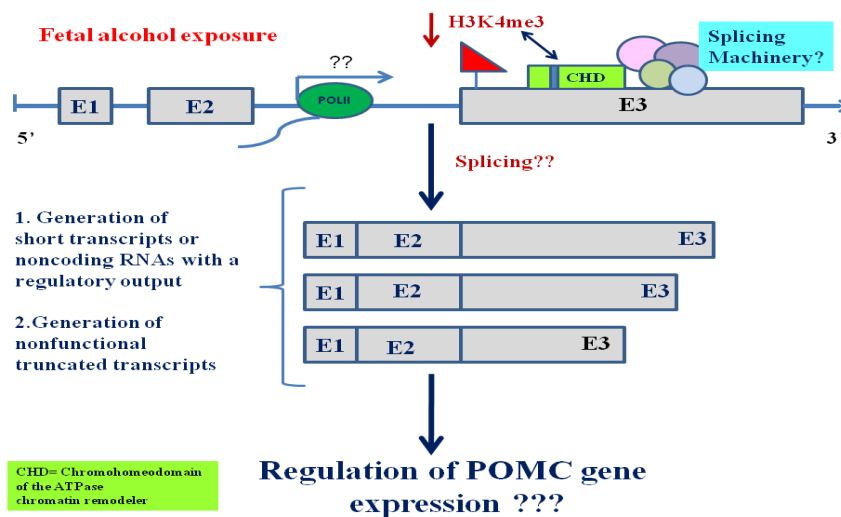 Fetal alcohol exposure
H3K4me3
Splicing
Machinery?
??
CHD
POLII
E1
E2
E3
5’
3’
Splicing??
1. Generation of
short transcripts or
noncoding RNAs with a
regulatory output
2.Generation of
nonfunctional
truncated transcripts
E1 E2 E3
E1 E2 E3
E1 E2 E3
CHD= Chromohomeodomain
of the ATPase
chromatin remodeler
Regulation of POMC gene
expression ???